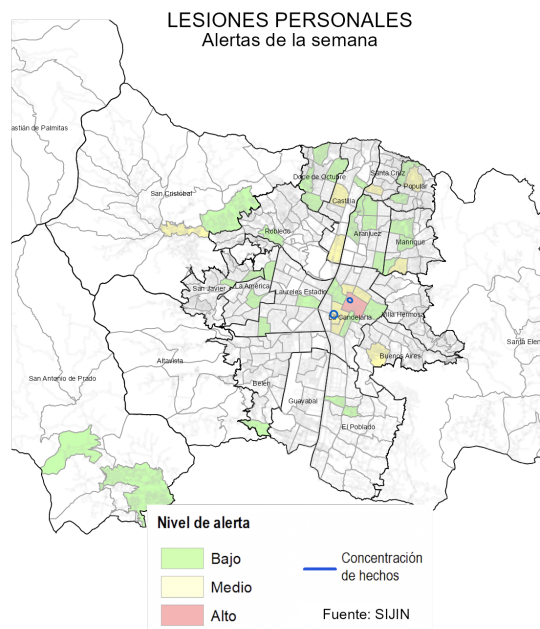 LESIONES PERSONALES
Alertas de la semana
astián de Palmitas
San Cristóbal
Doce de Octubre
Santa Cruz
Popular
Castilla
Robledo
Aranjuez
Manrique
San Javier
La América
Laureles Estadio
La Candelaria
Villa Hermosa
Santa Elen
Buenos Aires
Altavista
San Antonio de Prado
Belén
Guayabal
El Poblado
Nivel de alerta
Bajo
Medio
Alto
Concentración
de hechos
Fuente: SIJIN